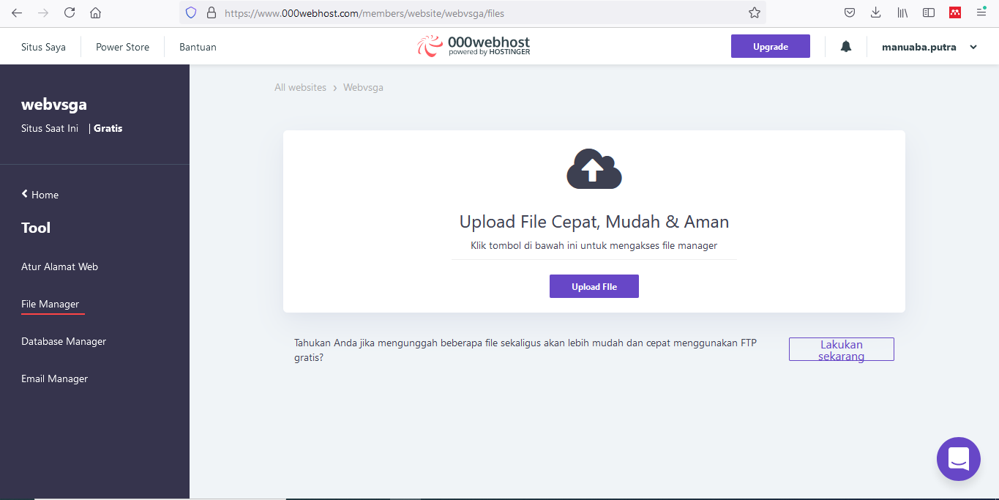 https://www.000webhost.com/members/website/webvsga/files
Situs Saya
Power Store
Bantuan
000webhost
powered by HOSTINGER
Upgrade
manuaba.putra
webvsga
Situs Saat Ini | Gratis
Home
Tool
Atur Alamat Web
File Manager
Database Manager
Email Manager
All websites › Webvsga
Upload File Cepat, Mudah & Aman
Klik tombol di bawah ini untuk mengakses file manager
Upload FIle
Tahukan Anda jika mengunggah beberapa file sekaligus akan lebih mudah dan cepat menggunakan FTP
gratis?
Lakukan
sekarang